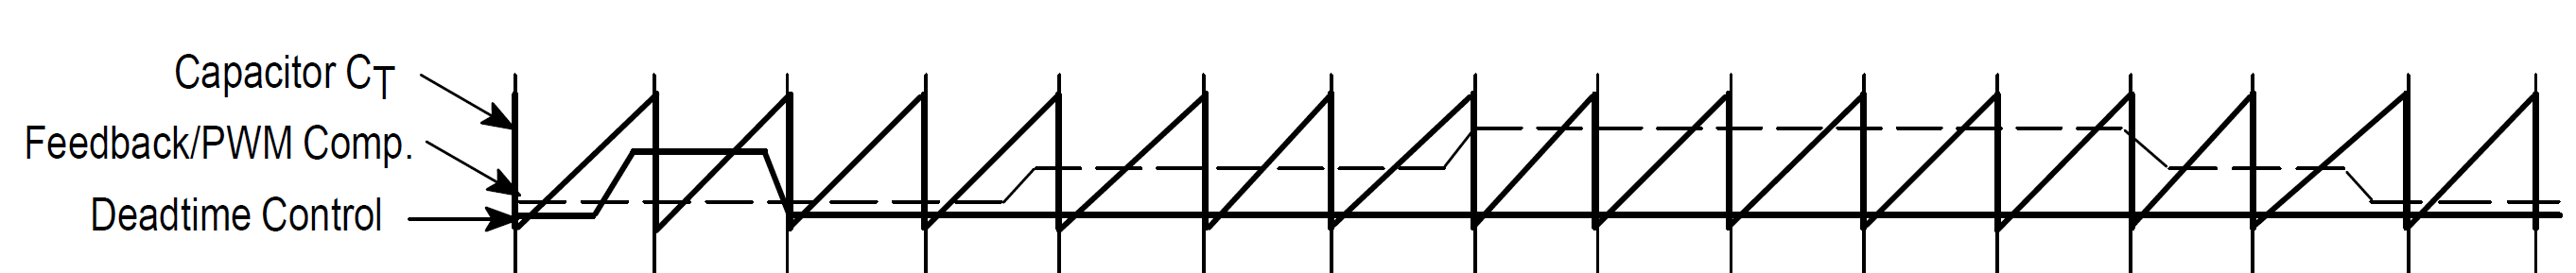 Capacitor CT
Feedback/PWM Comp.
Deadtime Control